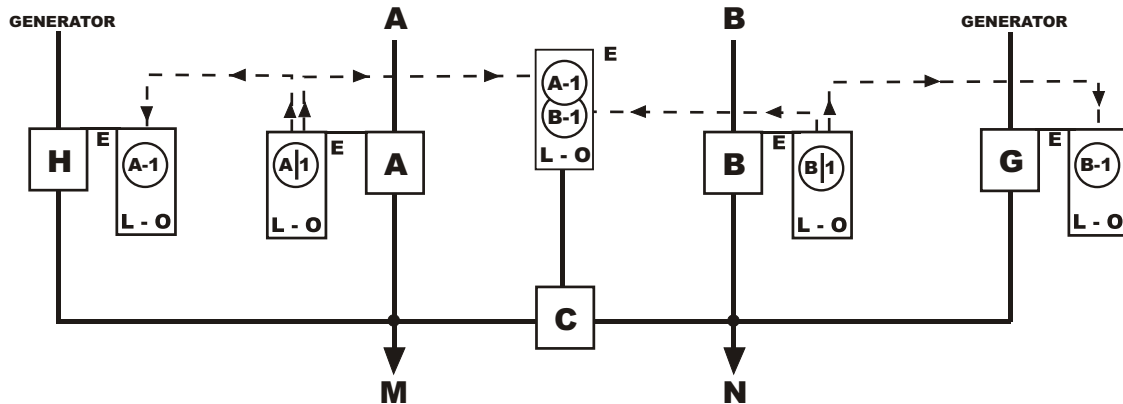 GENERATOR
A
B
GENERATOR
E
A-1
B-1
L - O
H
E
A-1
L - O
A|1
E
L - O
A
B
E
B|1
L - O
G
E
B-1
L - O
C
M
N